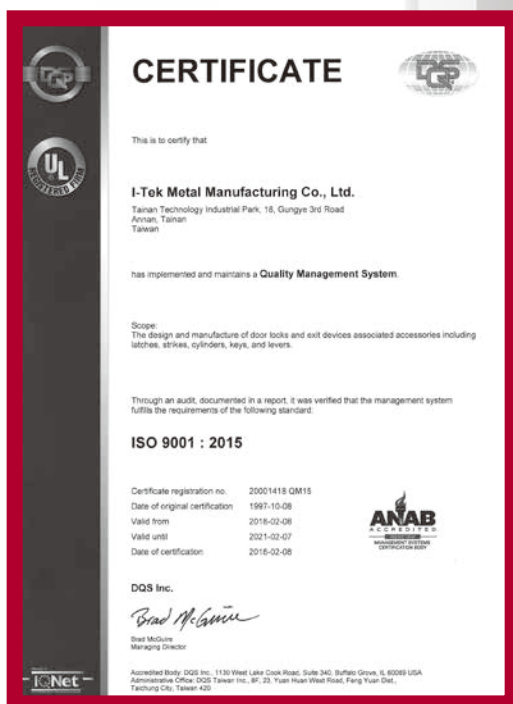 DQS
CERTIFICATE
DQS
UL
REGISTERED FIRM
This is to certify that
I-Tek Metal Manufacturing Co., Ltd.
Tainan Technology Industrial Park, 18, Gungye 3rd Road
Annan, Tainan
Taiwan
has implemented and maintains a Quality Management System.
Scope:
The design and manufacture of door locks and exit devices associated accessories including
latches, strikes, cylinders, keys, and levers.
Through an audit, documented in a report, it was verified that the management system
fulfills the requirements of the following standard:
ISO 9001 : 2015
Certificate registration no. 20001418 QM15
Date of original certification 1997-10-08
Valid from 2018-02-08
Valid until 2021-02-07
Date of certification 2018-02-08
ANAB
ACCREDITED
MANAGEMENT SYSTEMS
CERTIFICATION BODY
DQS Inc.
Brad McGuire
Brad McGuire
Managing Director
IQNet
Accredited Body: DQS Inc., 1130 West Lake Cook Road, Suite 340, Buffalo Grove, IL 60089 USA
Administrative Office: DQS Taiwan Inc., 8F, 23, Yuan Huan West Road, Feng Yuan Dist.,
Taichung City, Taiwan 420